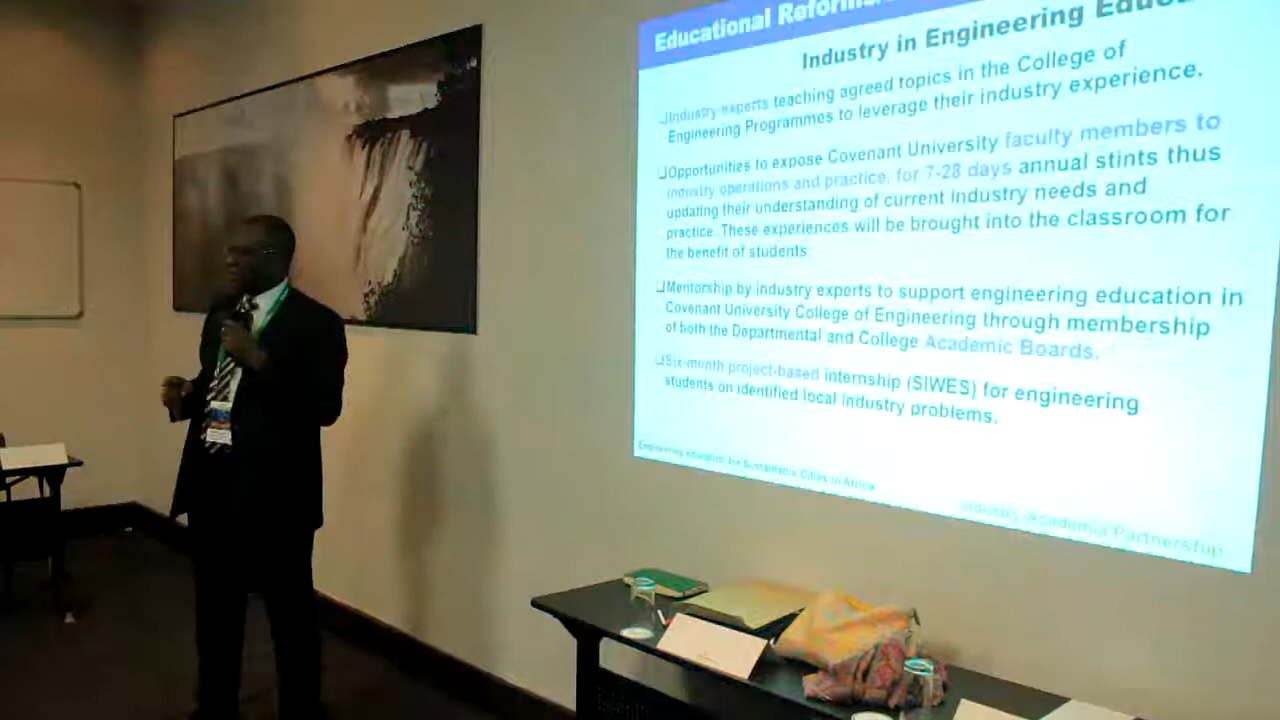 Educational Reforms
Industry in Engineering
❑Industry experts teaching agreed topics in the College of
Engineering Programmes to leverage their industry experience.
❑Opportunities to expose Covenant University faculty members to
industry operations and practice, for 7-28 days annual stints thus
updating their understanding of current industry needs and
practice. These experiences will be brought into the classroom for
the benefit of students.
❑Mentorship by industry experts to support engineering education in
Covenant University College of Engineering through membership
of both the Departmental and College Academic Boards.
❑Six-month project-based internship (SIWES) for engineering
students on identified local industry problems.
Engineering education for Sustainable Cities in Africa
Industry-Academia Partnership